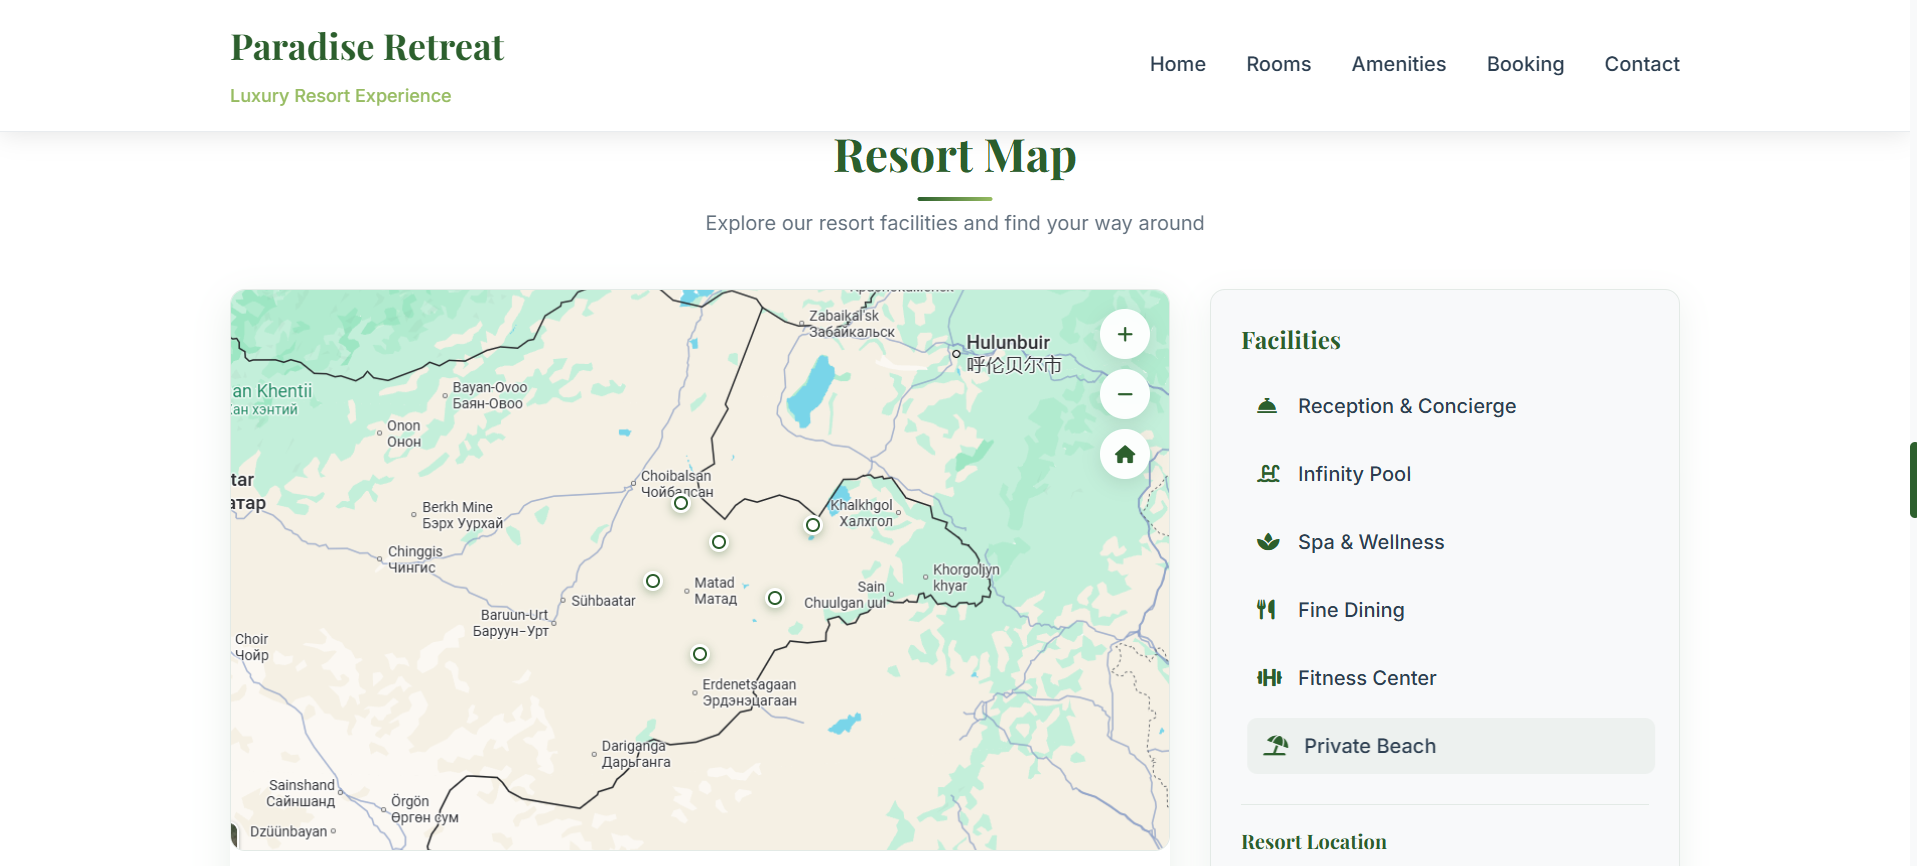 Paradise Retreat
Luxury Resort Experience
Home
Rooms
Amenities
Booking
Contact
Resort Map
Explore our resort facilities and find your way around
Zabaikal'sk
Забайкальск
Hulunbuir
呼伦贝尔市
an Khentii
Хан хэнтий
Bayan-Ovoo
Баян-Овоо
Onon
Онон
tar
атар
Choibalsan
Чойбалсан
Berkh Mine
Бэрх Уурхай
Khalkhgol
Халхгол
Chinggis
Чингис
Khorgoljyn
khyar
Matad
Матад
Sain
Chuulgan uul
Sühbaatar
Baruun-Urt
Баруун-Урт
Choir
Чойр
Erdenetsagaan
Эрдэнэцагаан
Dariganga
Дарьганга
Sainshand
Сайншанд
Örgön
Өргөн сум
Dzüünbayan
Facilities
Reception & Concierge
Infinity Pool
Spa & Wellness
Fine Dining
Fitness Center
Private Beach
Resort Location